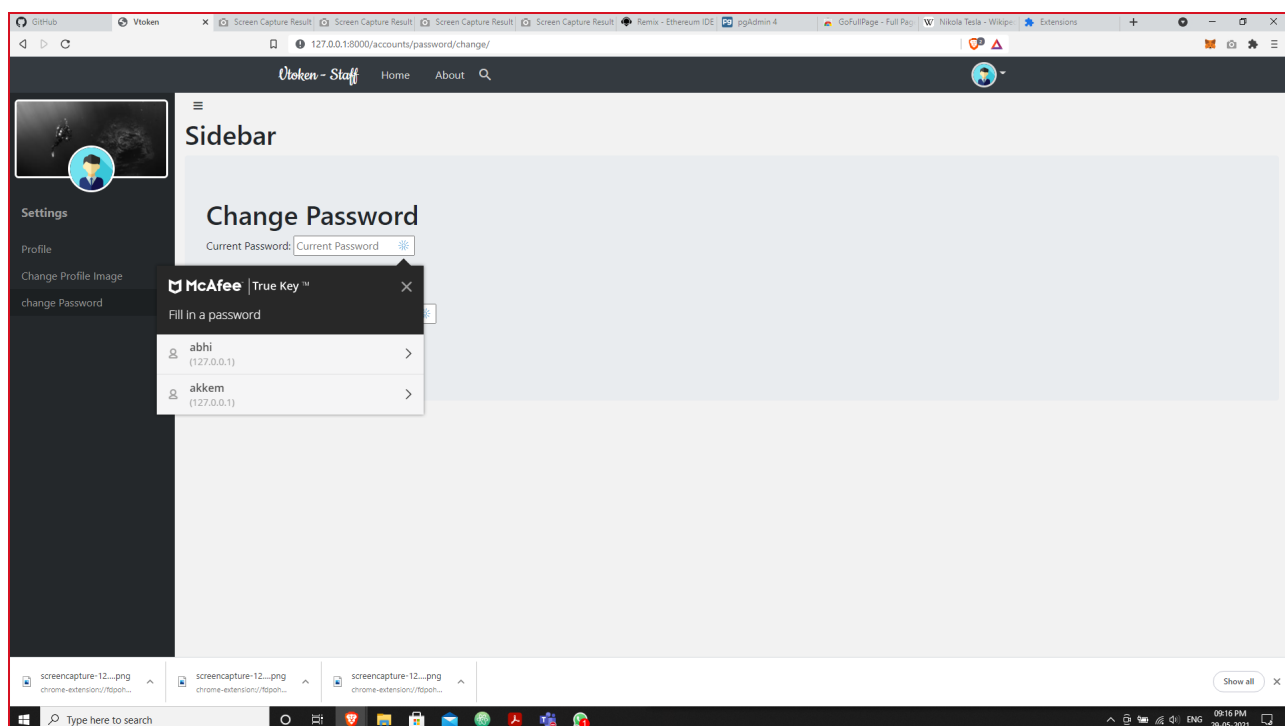 GitHub
Vtoken
Screen Capture Result
Screen Capture Result
Screen Capture Result
Screen Capture Result
Remix - Ethereum IDE
pgAdmin 4
GoFullPage - Full Pag
Nikola Tesla - Wikipe
Extensions
127.0.0.1:8000/accounts/password/change/
Vtoken - Staff Home About
Sidebar
Settings
Profile
Change Profile Image
change Password
Change Password
Current Password: Current Password
McAfee | True Key ™
Fill in a password
abhi
(127.0.0.1)
akkem
(127.0.0.1)
screencapture-12....png
chrome-extension://fdpoh...
screencapture-12....png
chrome-extension://fdpoh...
screencapture-12....png
chrome-extension://fdpoh...
Show all
Type here to search
ENG
09:16 PM
29-05-2021